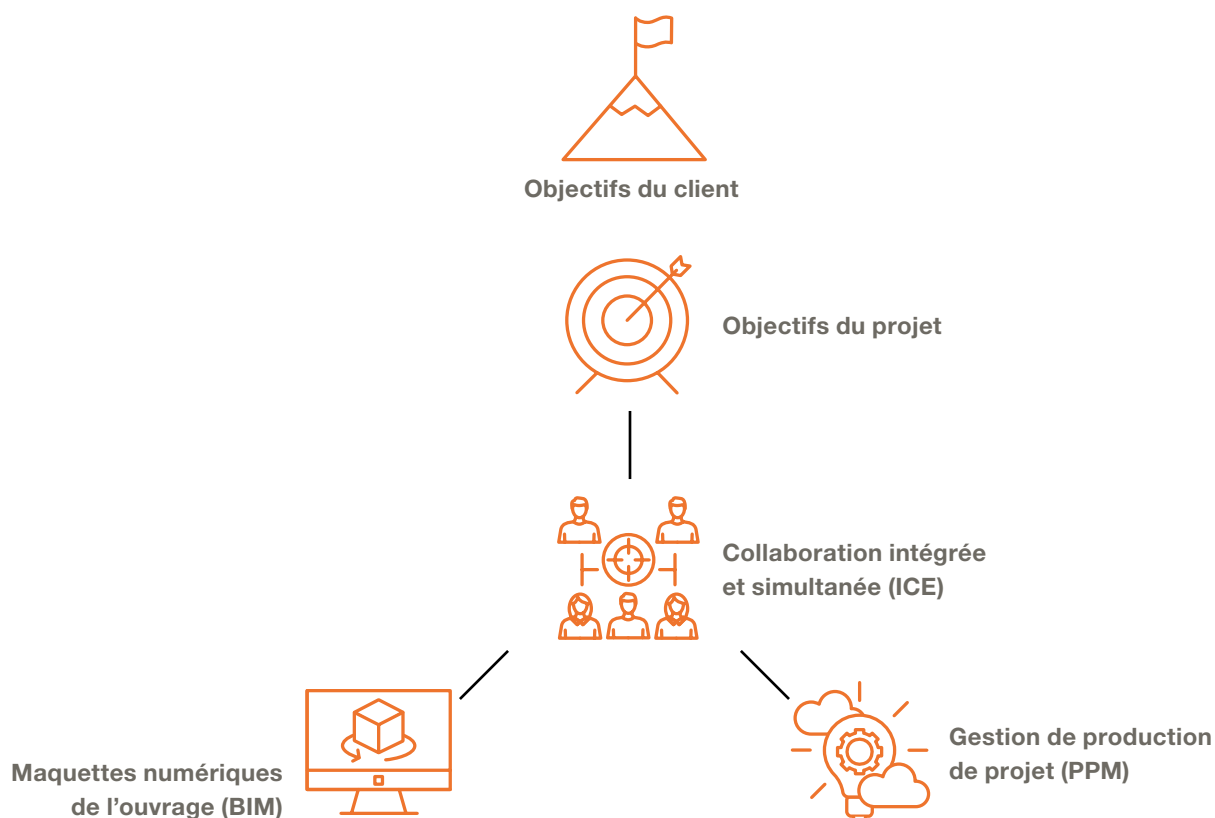 Objectifs du client
Objectifs du projet
Collaboration intégrée
et simultanée (ICE)
Gestion de production
de projet (PPM)
Maquettes numériques
de l’ouvrage (BIM)